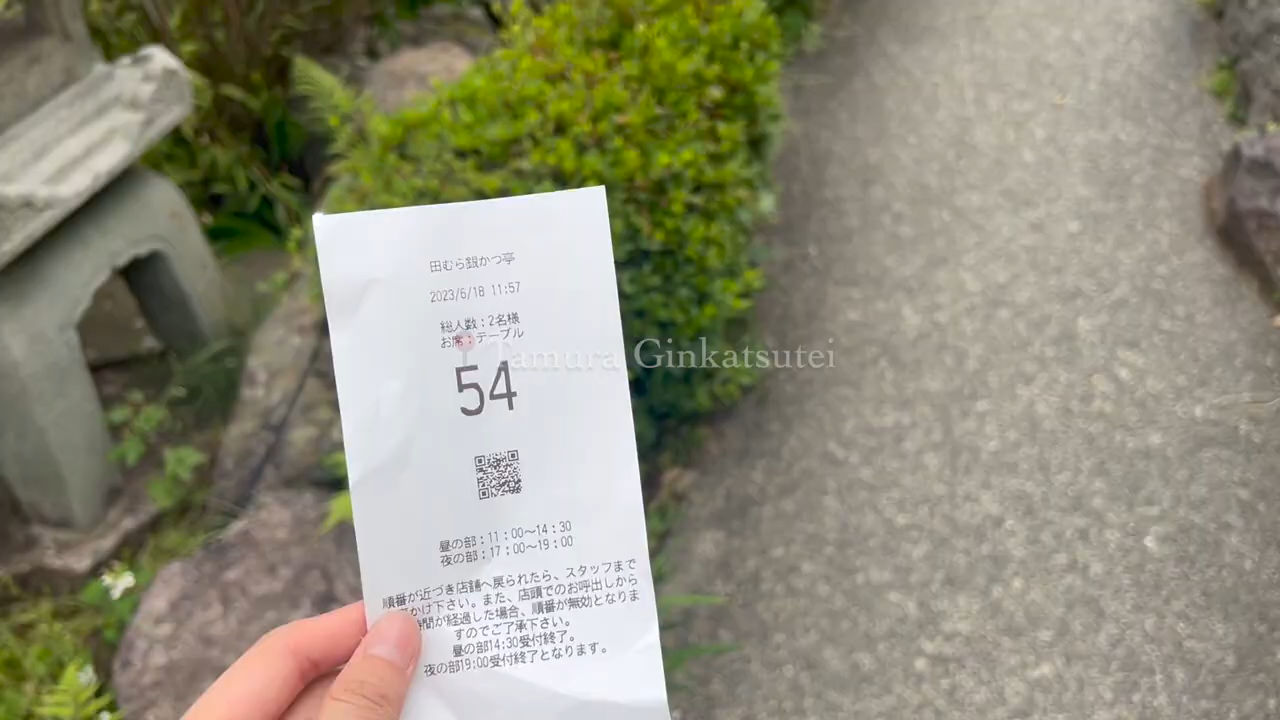 田むら銀かつ亭
2023/6/18 11:57
総人数：2名様
お席：テーブル
Tamura Ginkatsutei
54
昼の部：11：00～14：30
夜の部：17：00～19：00
順番が近づき店舗へ戻られたら、スタッフまで
かけ下さい。また、店頭でのお呼出しから
時間が経過した場合、順番が無効となりま
すのでご了承下さい。
昼の部14:30受付終了。
夜の部19:00受付終了となります。